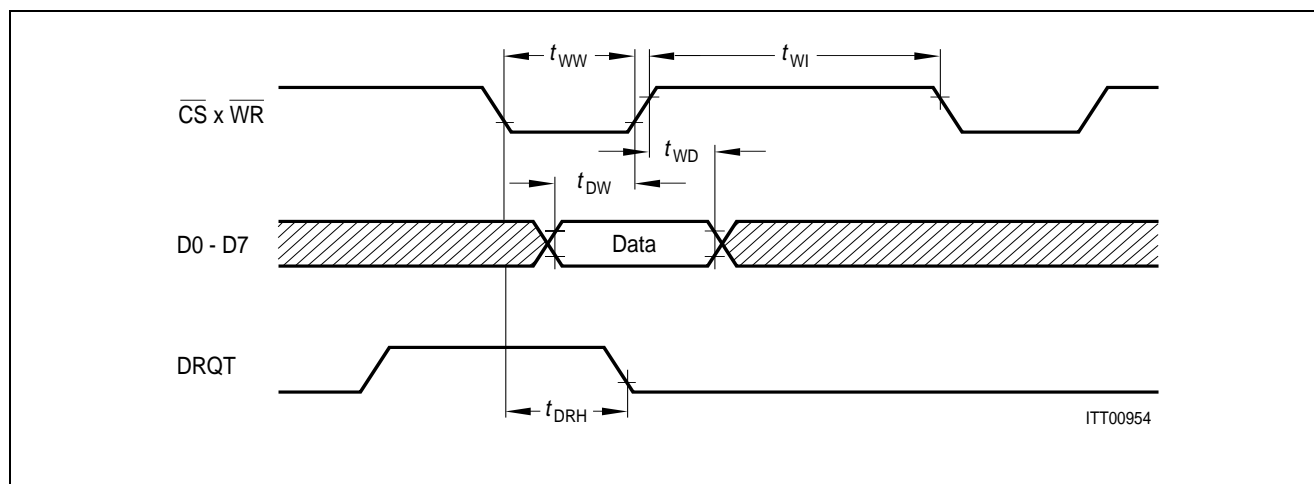 tWW
tWI
CS x WR
tWD
tDW
D0 - D7
Data
DRQT
tDRH
ITT00954